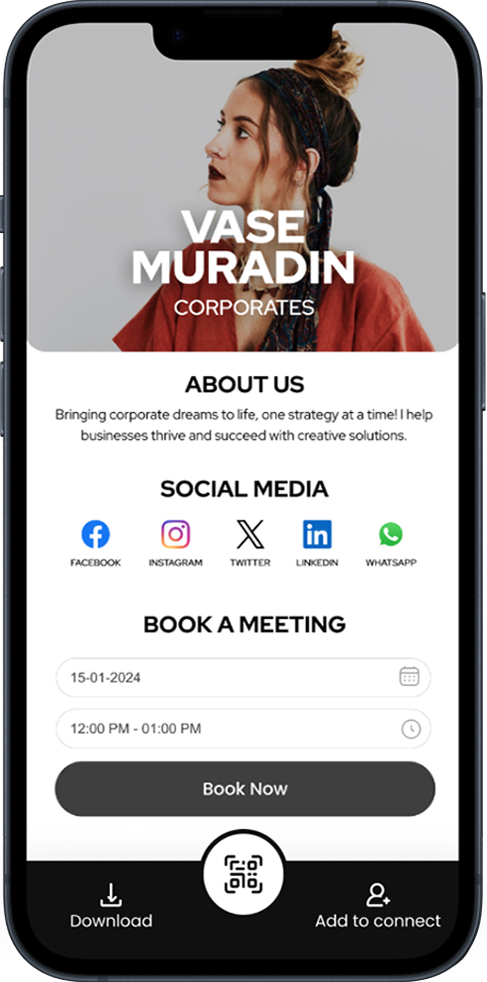 VASE
MURADIN
CORPORATES
ABOUT US
Bringing corporate dreams to life, one strategy at a time! I help
businesses thrive and succeed with creative solutions.
SOCIAL MEDIA
FACEBOOK INSTAGRAM TWITTER LINKEDIN WHATSAPP
BOOK A MEETING
15-01-2024
12:00 PM - 01:00 PM
Book Now
Download Add to connect